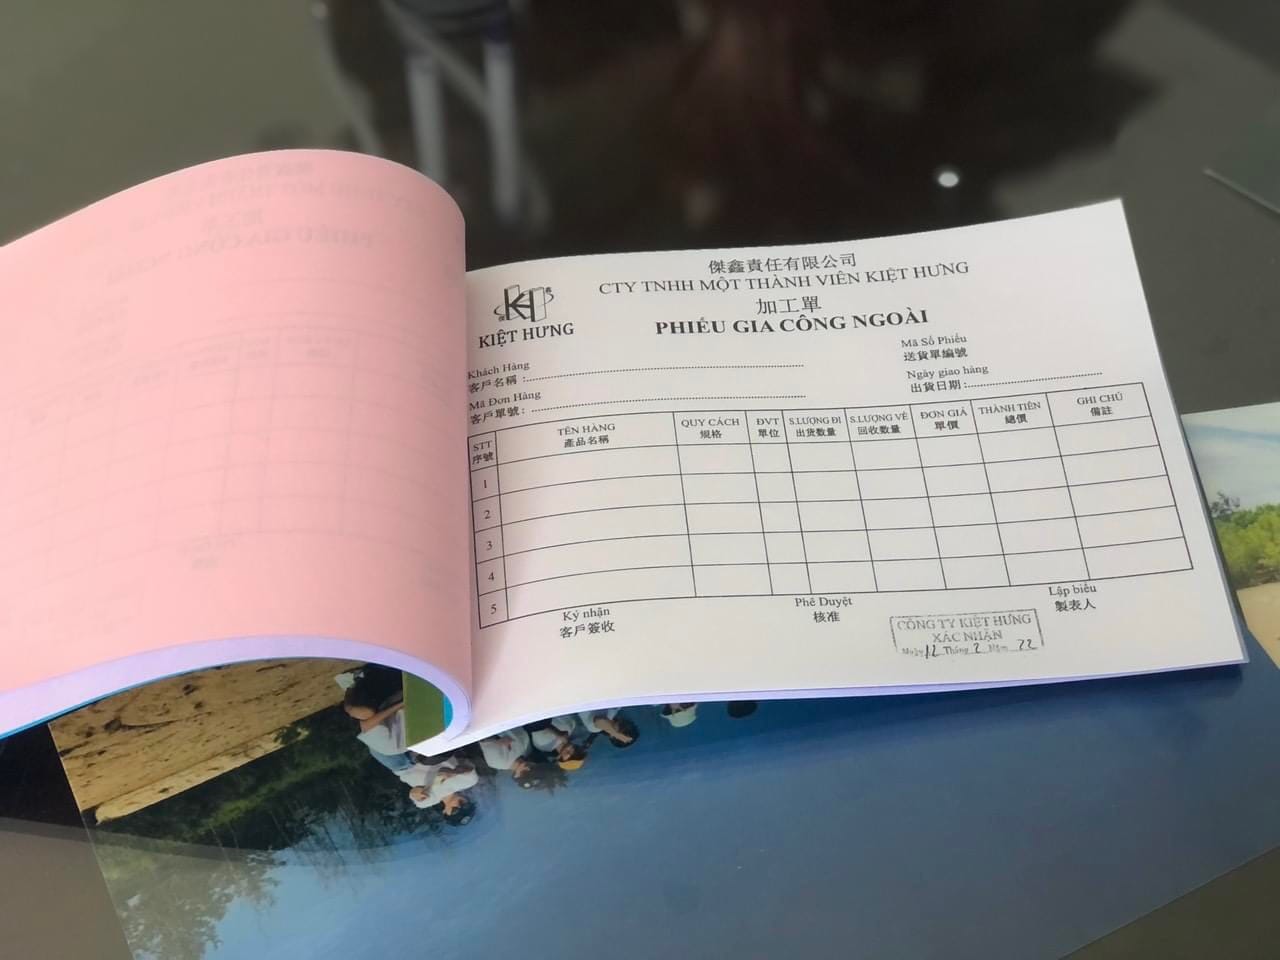 傑鑫責任有限公司
CTY TNHH MỘT THÀNH VIÊN KIỆT HƯNG
KIỆT HƯNG
加工單
PHIẾU GIA CÔNG NGOÀI
Mã Số Phiếu
送貨單編號
Khách Hàng
客戶名稱 :
Ngày giao hàng
出貨日期 :
Mã Đơn Hàng
客戶單號 :
STT TÊN HÀNG QUY CÁCH ĐVT S.LƯỢNG ĐI S.LƯỢNG VỀ ĐƠN GIÁ THÀNH TIỀN GHI CHÚ
序號 產品名稱 規格 單位 出货数量 回收数量 單價 總價 備註
1
2
3
4
5
Ký nhận Phê Duyệt Lập biểu
客戶簽收 核准 製表人
CÔNG TY KIỆT HƯNG
XÁC NHẬN
Ngày 12 Tháng 2 Năm 22